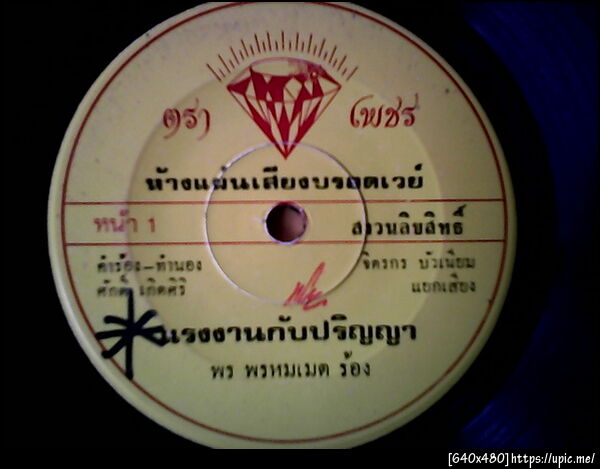 ตรา เพชร
ห้างแผ่นเสียงบรอดเวย์
หน้า 1 สงวนลิขสิทธิ์
คำร้อง-ทำนอง จิตรกร บัวเนียม
ศักดิ์ เกิดศิริ แยกเสียง
แรงงานกับปริญญา
พร พรหมเมต ร้อง
[640x480]https://upic.me/